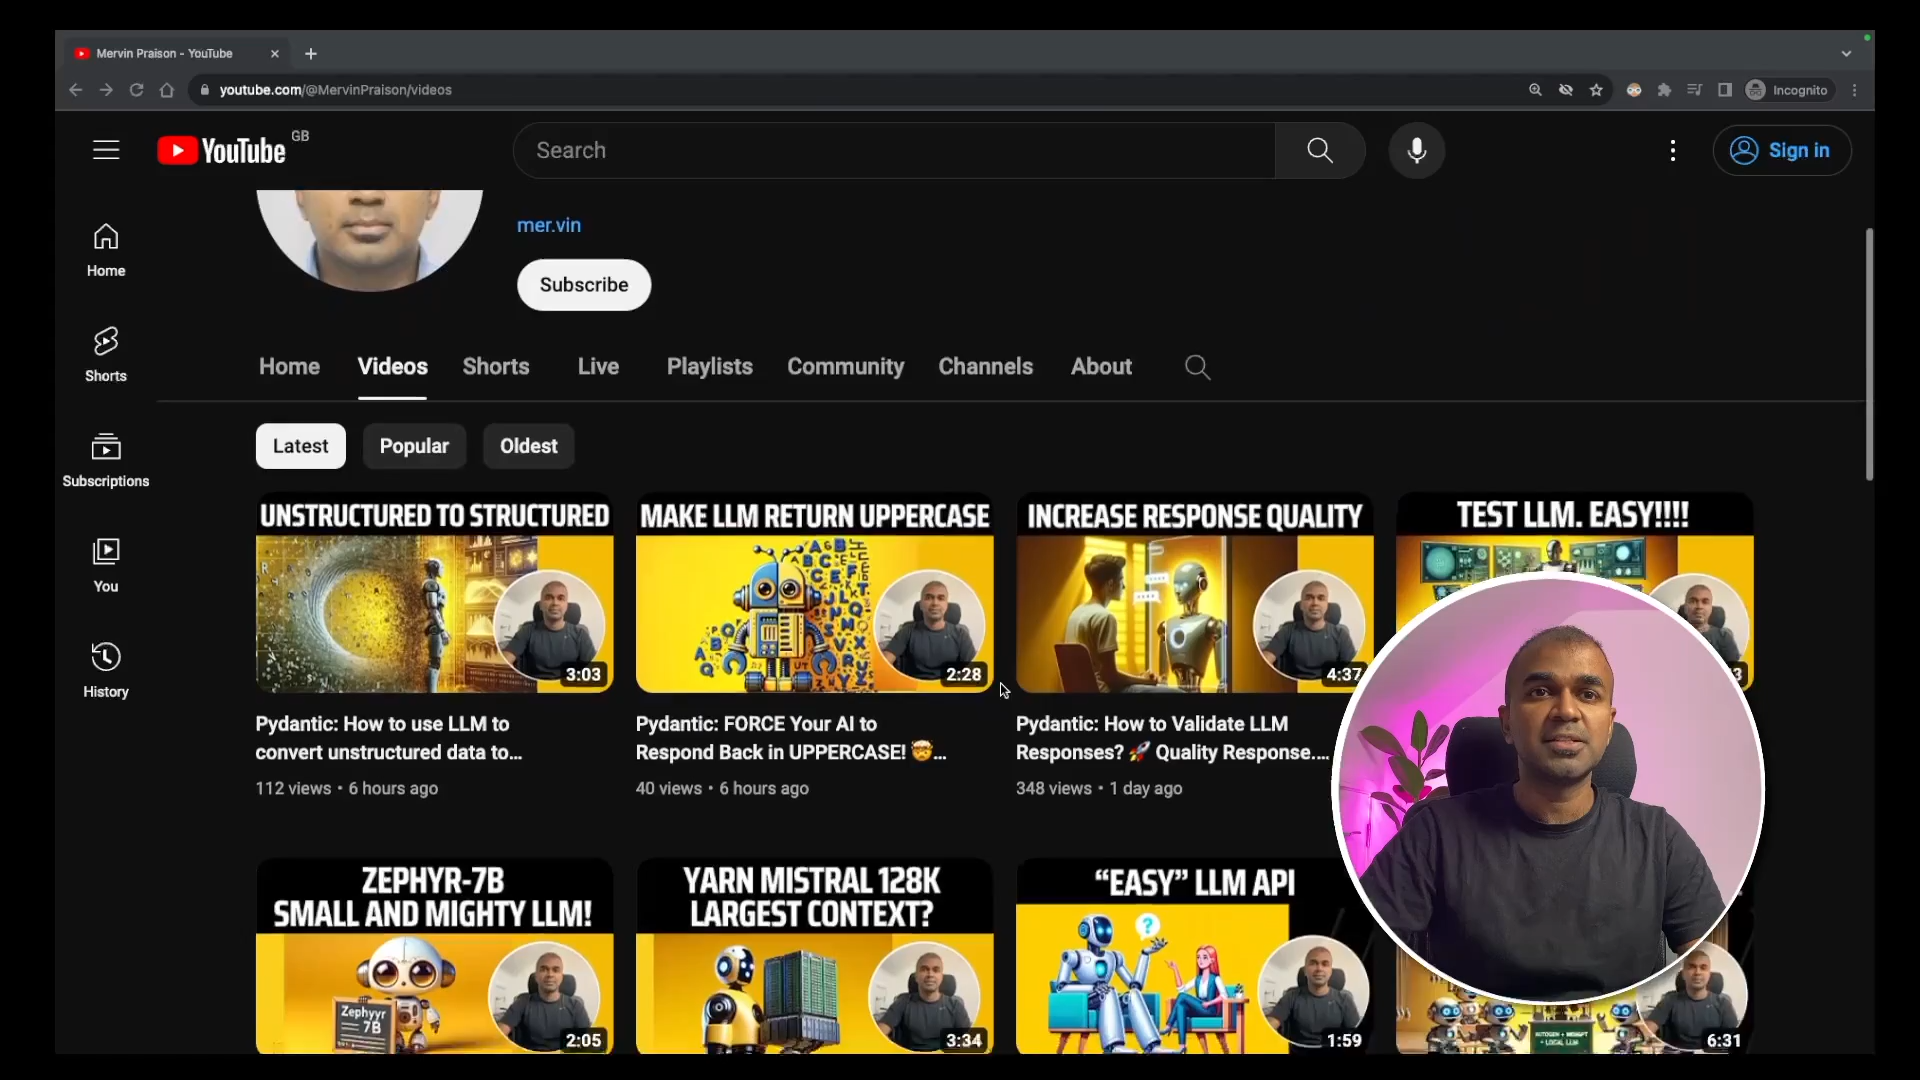 Mervin Praison - YouTube
youtube.com/@MervinPraison/videos
Incognito
YouTube GB
Search
Sign in
mer.vin
Subscribe
Home
Shorts
Subscriptions
You
History
Home Videos Shorts Live Playlists Community Channels About
Latest Popular Oldest
UNSTRUCTURED TO STRUCTURED
3:03
Pydantic: How to use LLM to
convert unstructured data to...
112 views • 6 hours ago
MAKE LLM RETURN UPPERCASE
2:28
Pydantic: FORCE Your AI to
Respond Back in UPPERCASE! 🤯...
40 views • 6 hours ago
INCREASE RESPONSE QUALITY
4:37
Pydantic: How to Validate LLM
Responses? 🚀 Quality Response....
348 views • 1 day ago
TEST LLM. EASY!!!!
ZEPHYR-7B
SMALL AND MIGHTY LLM!
Zephyyr
7B
2:05
YARN MISTRAL 128K
LARGEST CONTEXT?
3:34
“EASY” LLM API
?
1:59
6:31